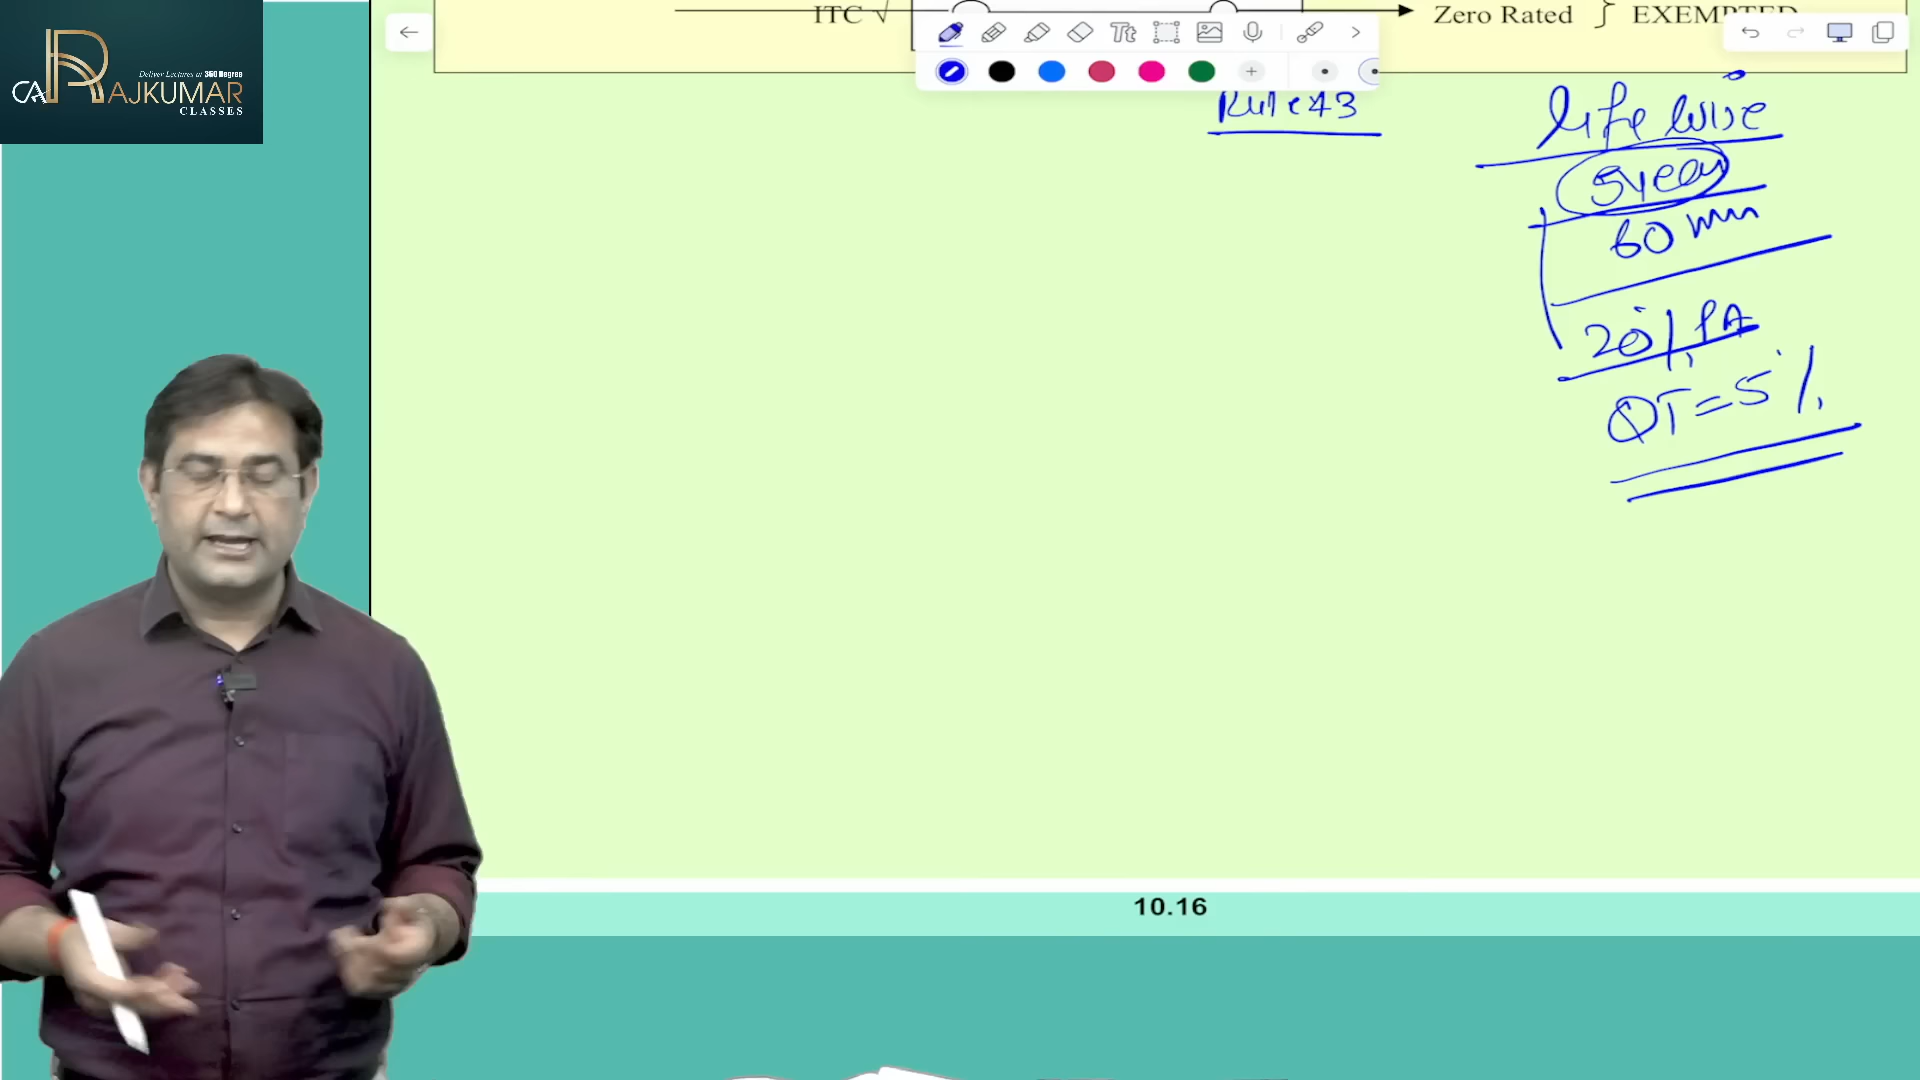 Deliver Lectures at 360 Degree
CA RAJKUMAR
CLASSES
ITC √
Zero Rated } EXEMPTED
Tt
Rule 43
life wise
5 year
60 mn
20% PA
QT = 5%
10.16